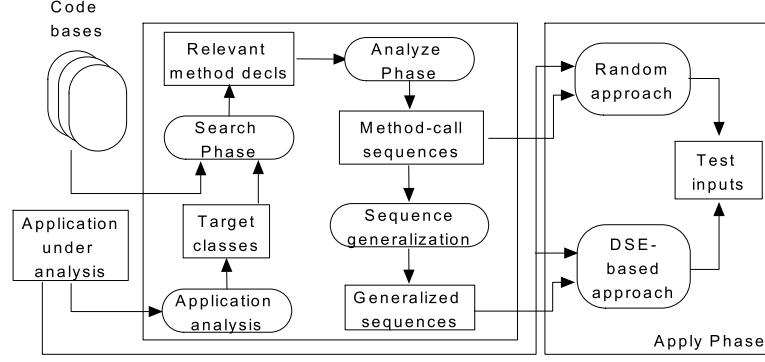 Code
bases
Relevant
method decls
Analyze
Phase
Random
approach
Search
Phase
Method-call
sequences
Test
inputs
Application
under
analysis
Target
classes
Sequence
generalization
DSE-
based
approach
Application
analysis
Generalized
sequences
Apply Phase